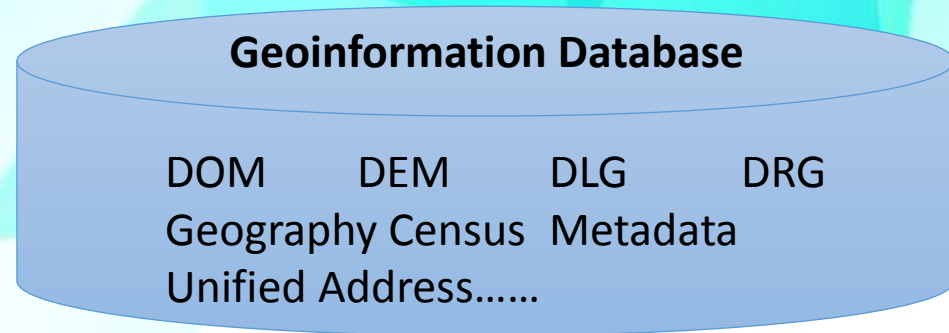 Geoinformation Database
DOM DEM DLG DRG
Geography Census Metadata
Unified Address......